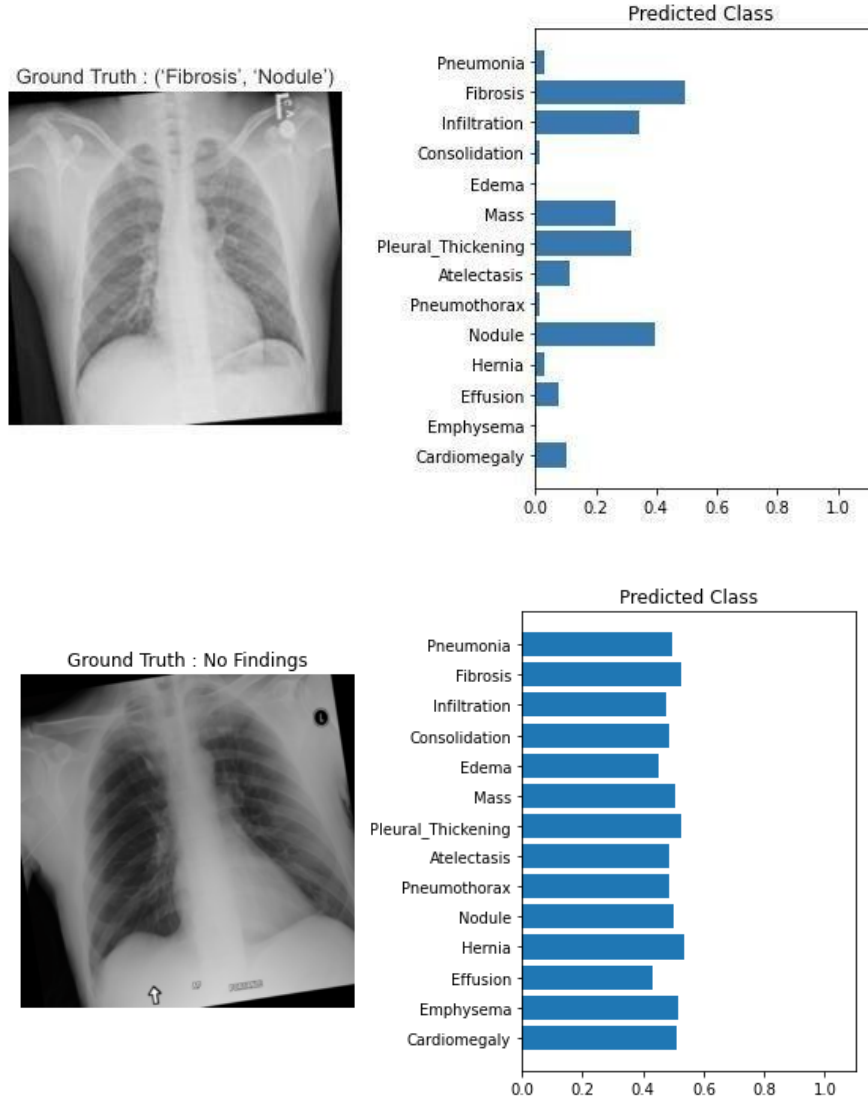 Predicted Class
Ground Truth : (‘Fibrosis’, ‘Nodule’)
Pneumonia
Fibrosis
Infiltration
Consolidation
Edema
Mass
Pleural_Thickening
Atelectasis
Pneumothorax
Nodule
Hernia
Effusion
Emphysema
Cardiomegaly
0.0 0.2 0.4 0.6 0.8 1.0
L
Predicted Class
Ground Truth : No Findings
Pneumonia
Fibrosis
Infiltration
Consolidation
Edema
Mass
Pleural_Thickening
Atelectasis
Pneumothorax
Nodule
Hernia
Effusion
Emphysema
Cardiomegaly
0.0 0.2 0.4 0.6 0.8 1.0
L
AP PORTABLE